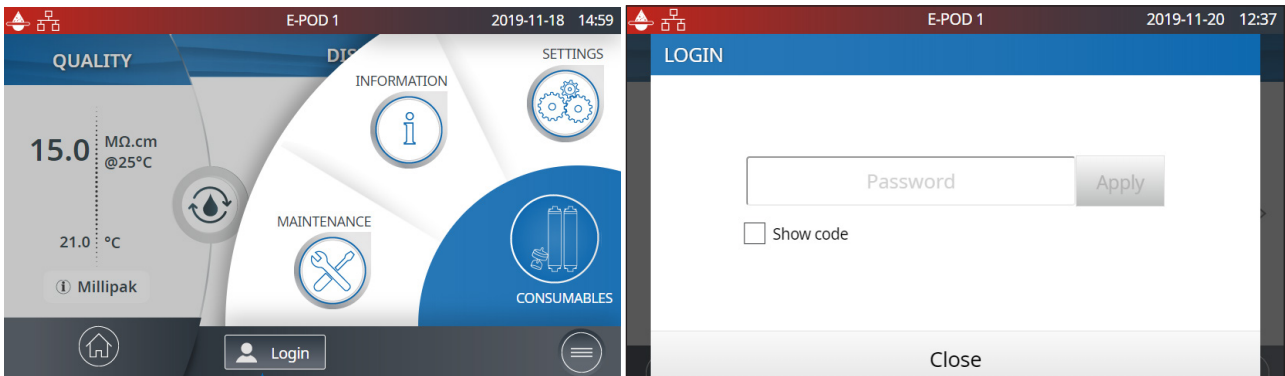 E-POD 1
2019-11-18 14:59
QUALITY
DIS
SETTINGS
INFORMATION
15.0 MΩ.cm
@25°C
MAINTENANCE
21.0 °C
Millipak
CONSUMABLES
Login
E-POD 1
2019-11-20 12:37
LOGIN
Password
Apply
Show code
Close